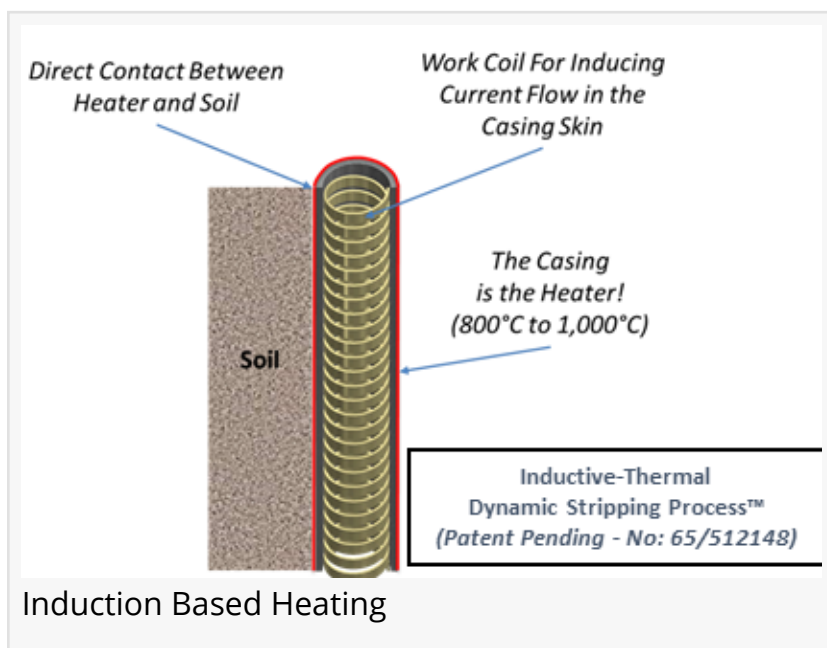 Direct Contact Between
Heater and Soil
Work Coil For Inducing
Current Flow in the
Casing Skin
The Casing
is the Heater!
(800°C to 1,000°C)
Soil
Inductive-Thermal
Dynamic Stripping Process™
(Patent Pending - No: 65/512148)
Induction Based Heating